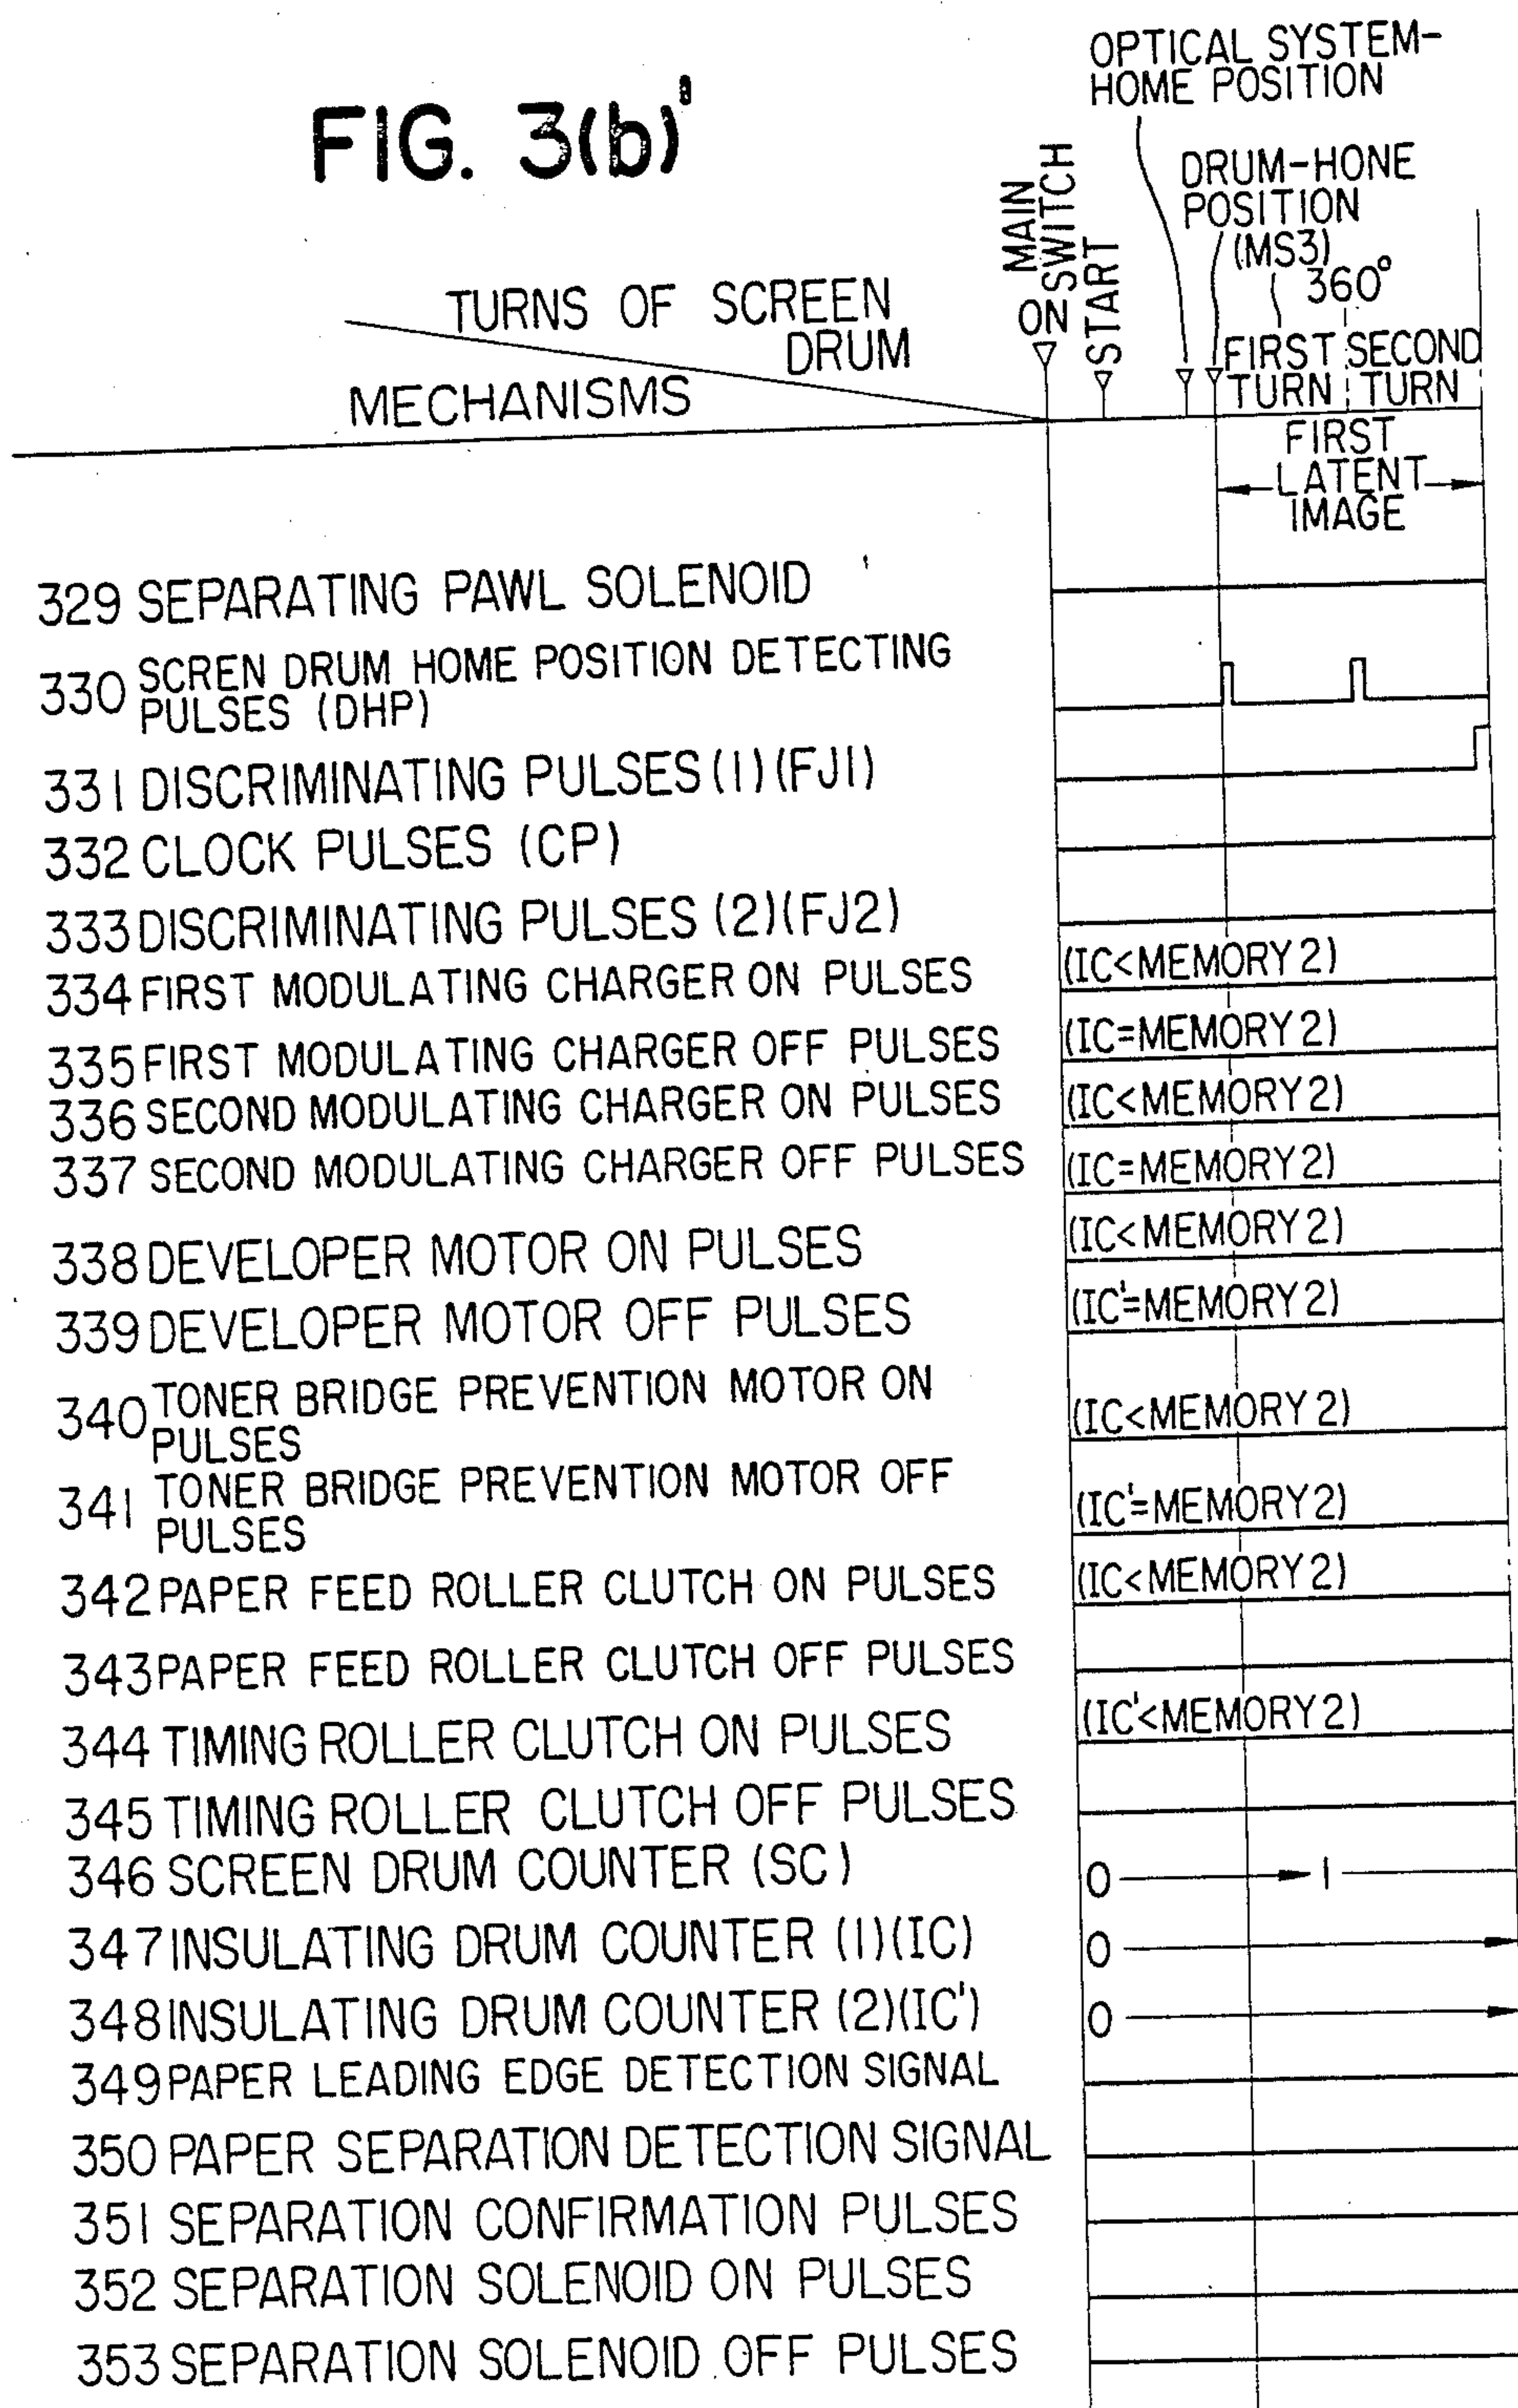 FIG. 3(b)'
OPTICAL SYSTEM-
HOME POSITION
MAIN
SWITCH
ON
START
DRUM-HONE
POSITION
(MS3)
360°
TURNS OF SCREEN
DRUM
MECHANISMS
FIRST SECOND
TURN TURN
FIRST
LATENT
IMAGE
329 SEPARATING PAWL SOLENOID
330 SCREN DRUM HOME POSITION DETECTING
PULSES (DHP)
331 DISCRIMINATING PULSES (1)(FJ1)
332 CLOCK PULSES (CP)
333 DISCRIMINATING PULSES (2)(FJ2)
334 FIRST MODULATING CHARGER ON PULSES (IC<MEMORY 2)
335 FIRST MODULATING CHARGER OFF PULSES (IC=MEMORY 2)
336 SECOND MODULATING CHARGER ON PULSES (IC<MEMORY 2)
337 SECOND MODULATING CHARGER OFF PULSES (IC=MEMORY 2)
338 DEVELOPER MOTOR ON PULSES (IC<MEMORY 2)
339 DEVELOPER MOTOR OFF PULSES (IC'=MEMORY 2)
340 TONER BRIDGE PREVENTION MOTOR ON
PULSES (IC<MEMORY 2)
341 TONER BRIDGE PREVENTION MOTOR OFF
PULSES (IC'=MEMORY 2)
342 PAPER FEED ROLLER CLUTCH ON PULSES (IC<MEMORY 2)
343 PAPER FEED ROLLER CLUTCH OFF PULSES
344 TIMING ROLLER CLUTCH ON PULSES (IC'<MEMORY 2)
345 TIMING ROLLER CLUTCH OFF PULSES
346 SCREEN DRUM COUNTER (SC) 0 1
347 INSULATING DRUM COUNTER (1)(IC) 0
348 INSULATING DRUM COUNTER (2)(IC') 0
349 PAPER LEADING EDGE DETECTION SIGNAL
350 PAPER SEPARATION DETECTION SIGNAL
351 SEPARATION CONFIRMATION PULSES
352 SEPARATION SOLENOID ON PULSES
353 SEPARATION SOLENOID OFF PULSES